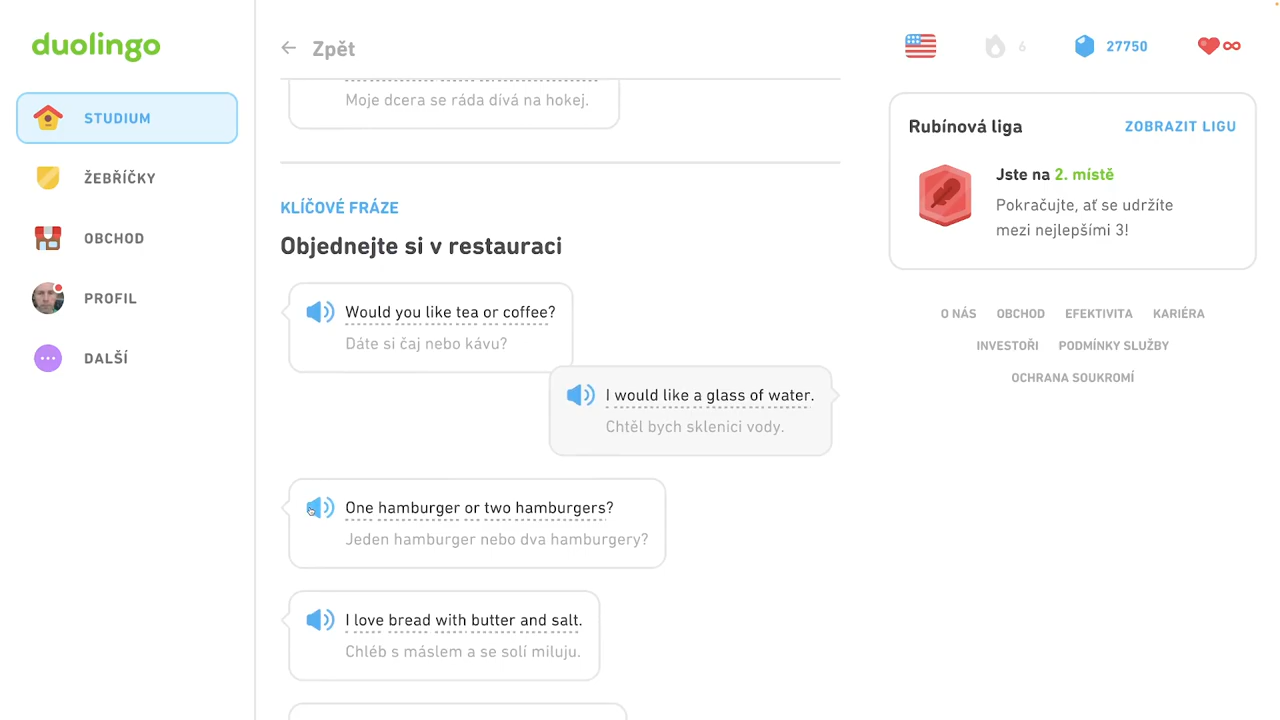 duolingo
STUDIUM
ŽEBŘÍČKY
OBCHOD
PROFIL
DALŠÍ
Zpět
Moje dcera se ráda dívá na hokej.
KLÍČOVÉ FRÁZE
Objednejte si v restauraci
Would you like tea or coffee?
Dáte si čaj nebo kávu?
I would like a glass of water.
Chtěl bych sklenici vody.
One hamburger or two hamburgers?
Jeden hamburger nebo dva hamburgery?
I love bread with butter and salt.
Chléb s máslem a se solí miluju.
6
27750
∞
Rubínová liga
ZOBRAZIT LIGU
Jste na 2. místě
Pokračujte, ať se udržíte
mezi nejlepšími 3!
O NÁS OBCHOD EFEKTIVITA KARIÉRA
INVESTOŘI PODMÍNKY SLUŽBY
OCHRANA SOUKROMÍ